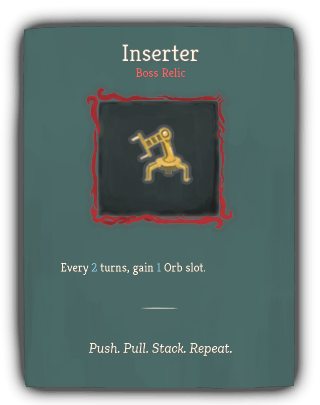 Inserter
Boss Relic
Every 2 turns, gain 1 Orb slot.
Push. Pull. Stack. Repeat.